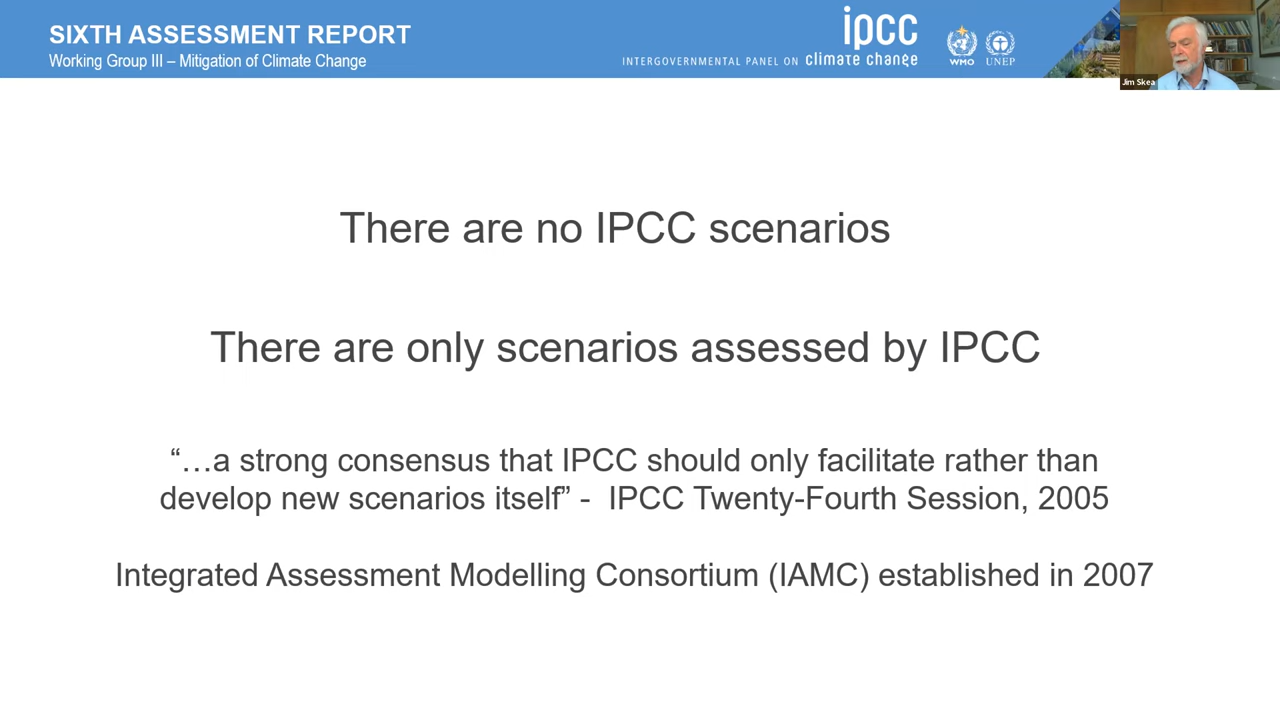 SIXTH ASSESSMENT REPORT
Working Group III – Mitigation of Climate Change
INTERGOVERNMENTAL PANEL ON climate change
ipcc
WMO
UNEP
Jim Skea
There are no IPCC scenarios
There are only scenarios assessed by IPCC
“…a strong consensus that IPCC should only facilitate rather than
develop new scenarios itself” -  IPCC Twenty-Fourth Session, 2005
Integrated Assessment Modelling Consortium (IAMC) established in 2007